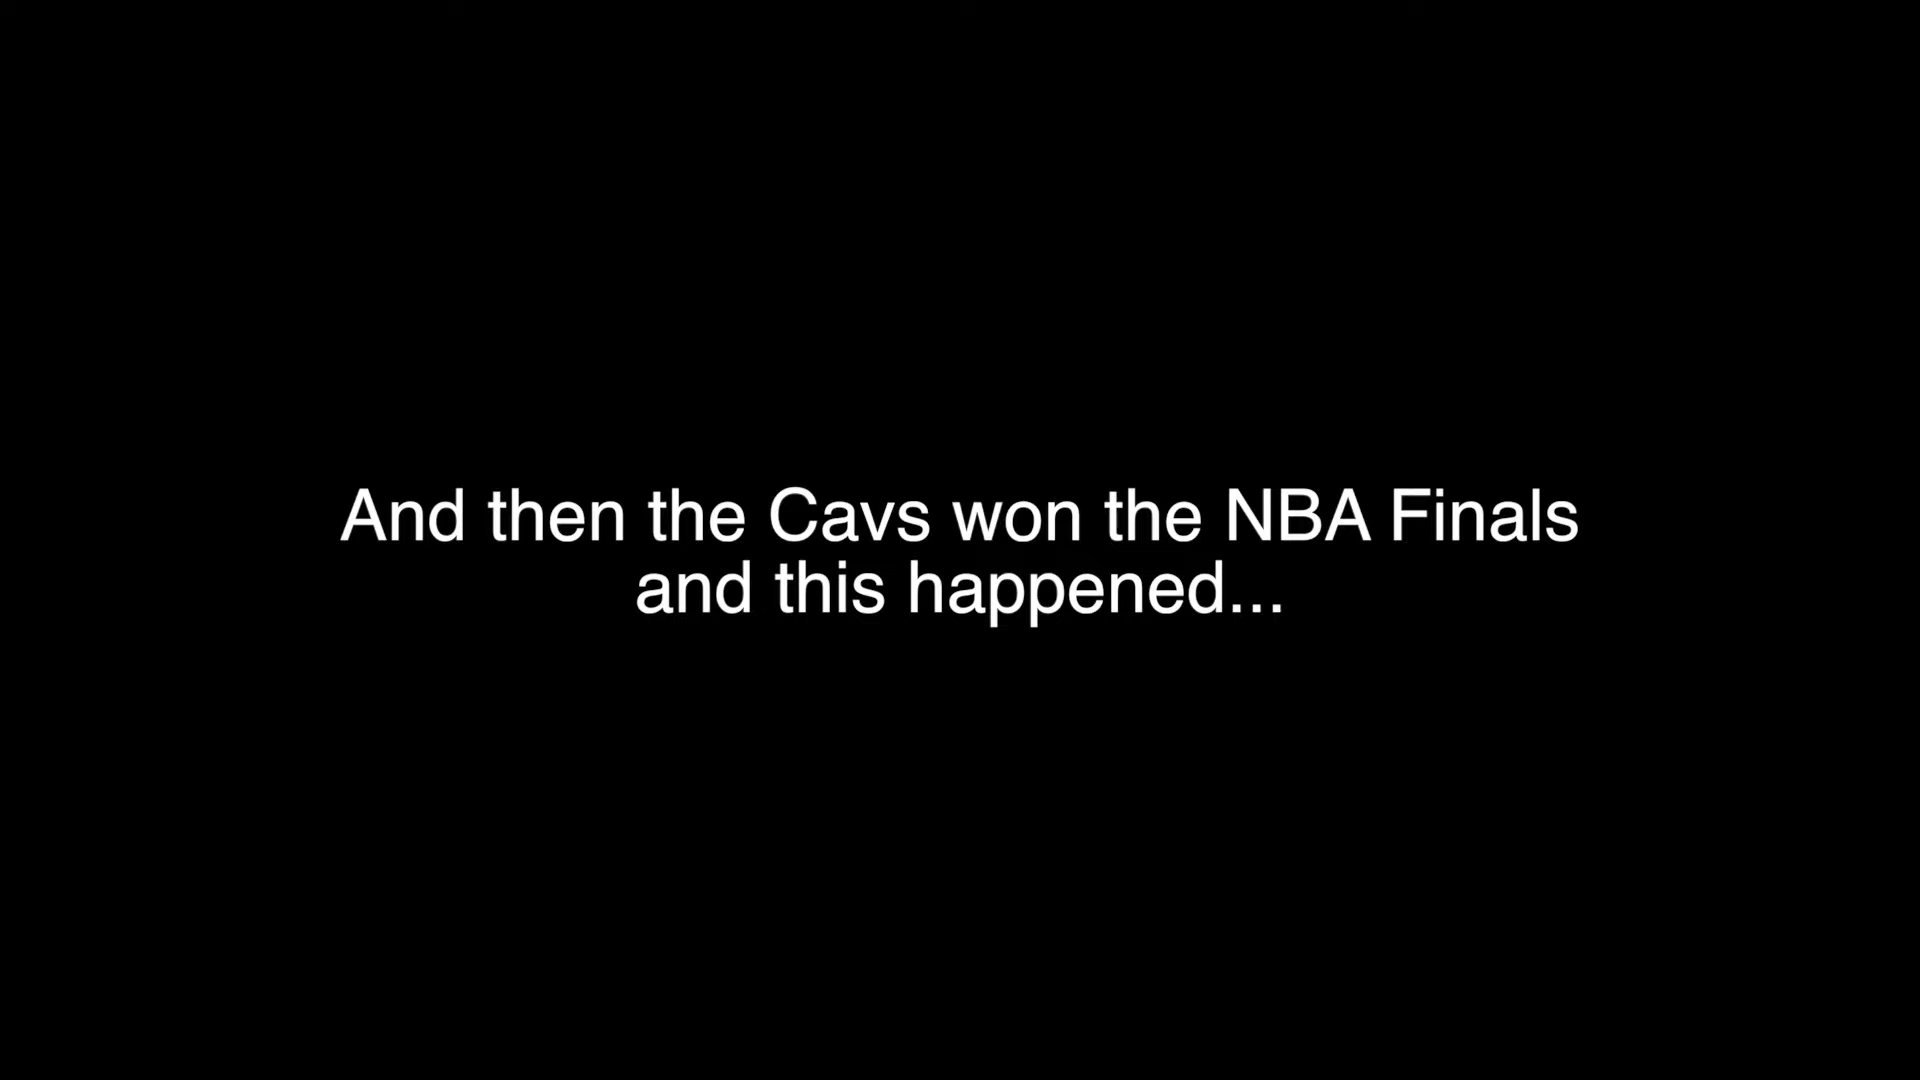 And then the Cavs won the NBA Finals
and this happened...